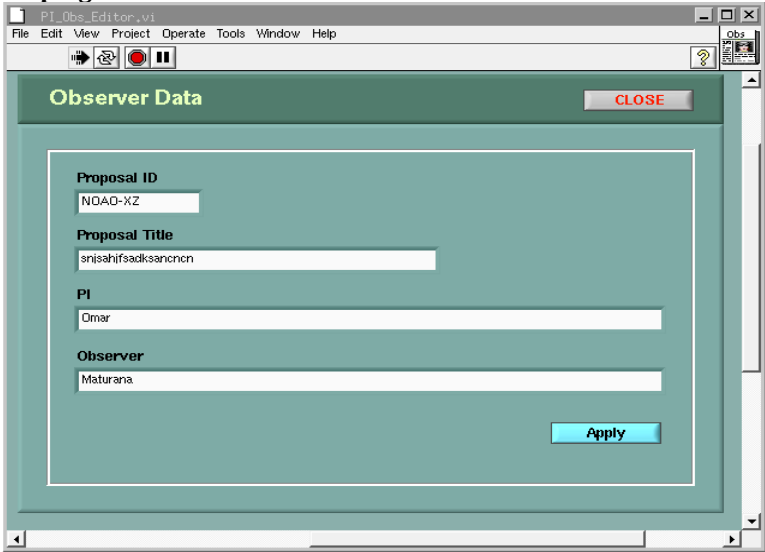 PI_Obs_Editor.vi
File Edit View Project Operate Tools Window Help
Obs
Observer Data
CLOSE
Proposal ID
NOAO-XZ
Proposal Title
snjsahjfsadksancncn
PI
Omar
Observer
Maturana
Apply